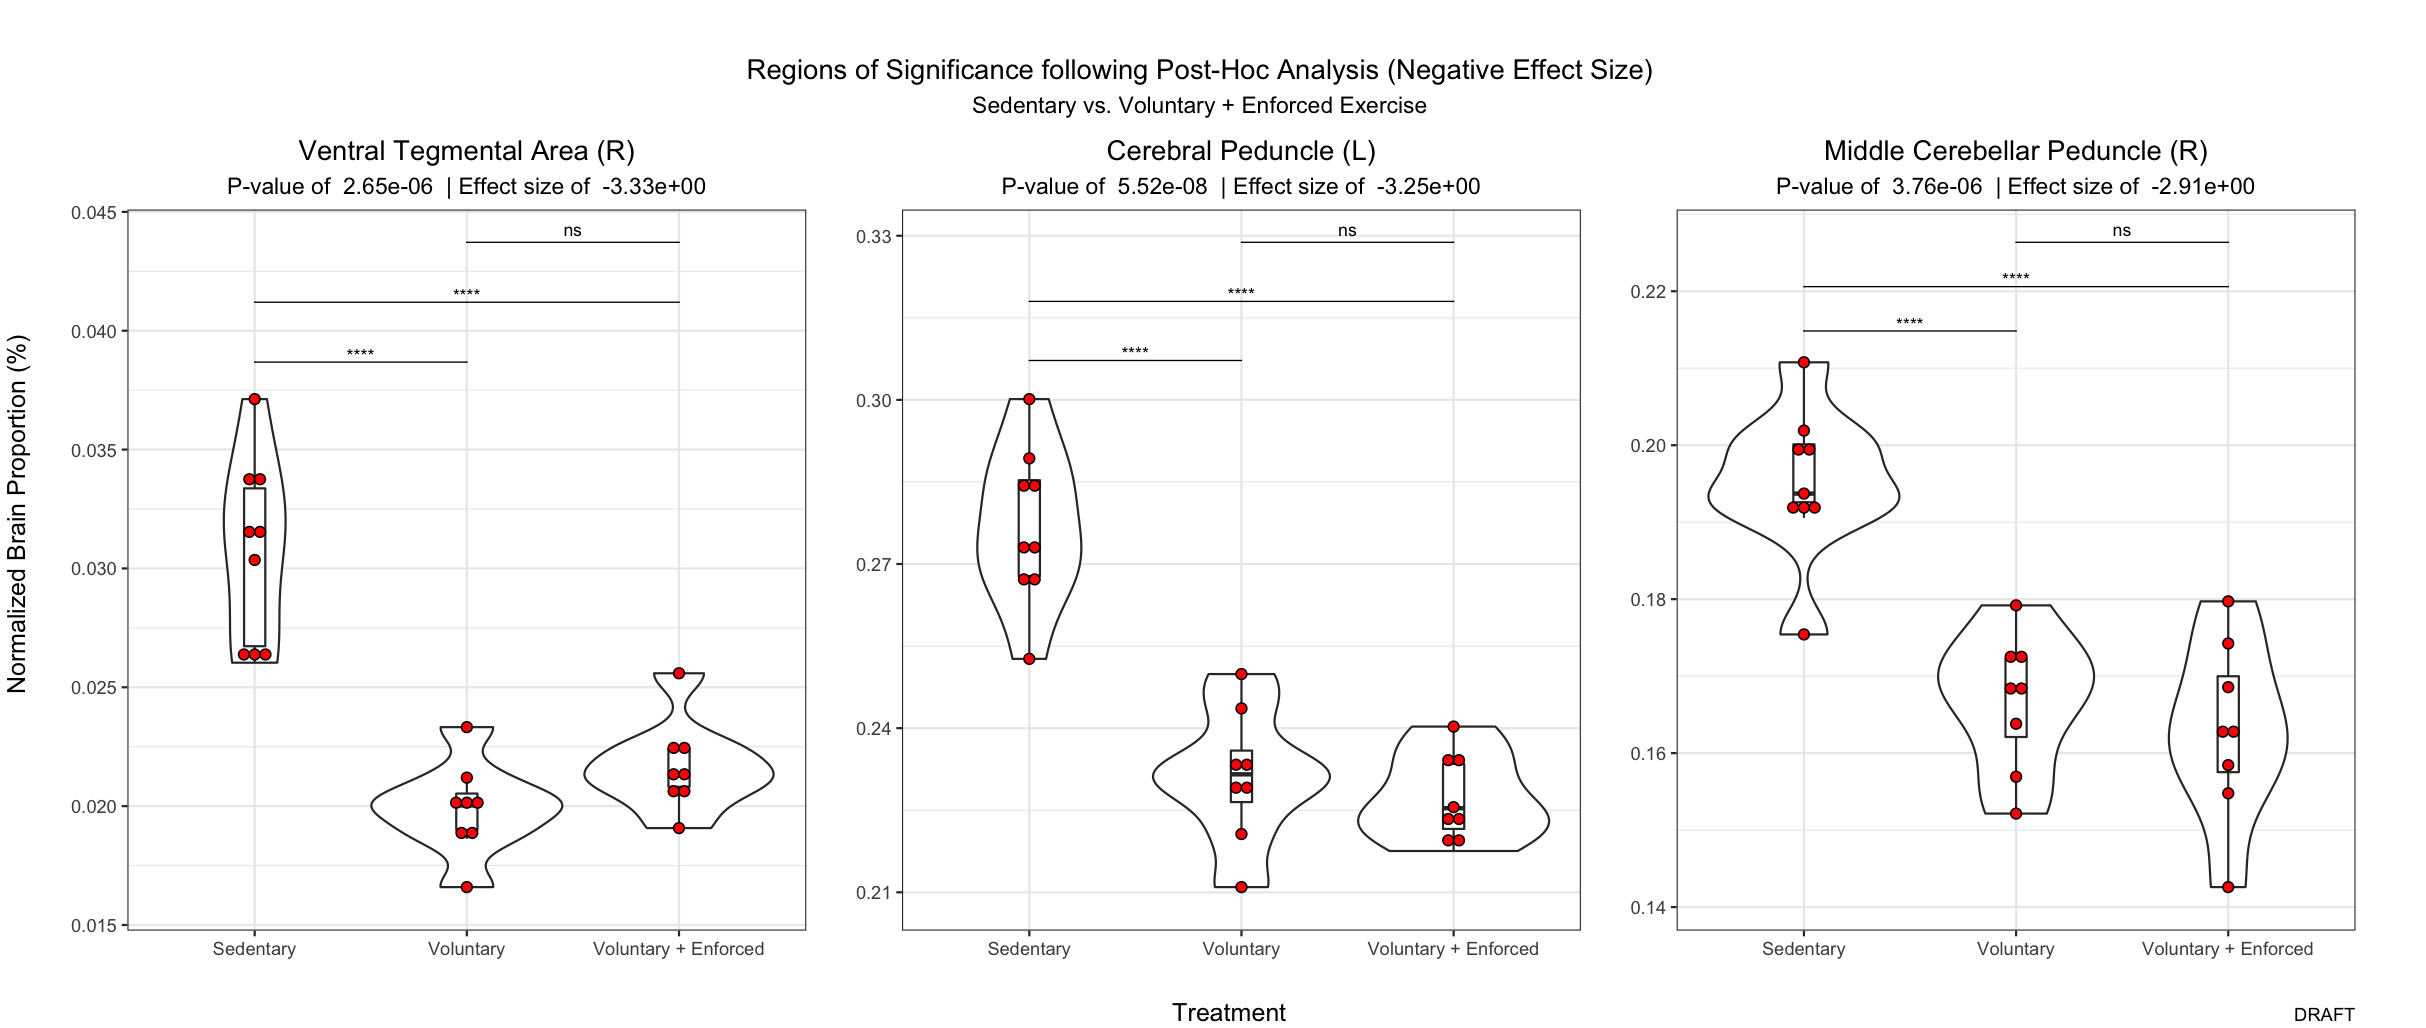 Regions of Significance following Post-Hoc Analysis (Negative Effect Size)
Sedentary vs. Voluntary + Enforced Exercise
Normalized Brain Proportion (%)
Ventral Tegmental Area (R)
P-value of  2.65e-06  | Effect size of  -3.33e+00
0.045
0.040
0.035
0.030
0.025
0.020
0.015
ns
****
****
Sedentary Voluntary Voluntary + Enforced
Cerebral Peduncle (L)
P-value of  5.52e-08  | Effect size of  -3.25e+00
0.33
0.30
0.27
0.24
0.21
ns
****
****
Sedentary Voluntary Voluntary + Enforced
Middle Cerebellar Peduncle (R)
P-value of  3.76e-06  | Effect size of  -2.91e+00
0.22
0.20
0.18
0.16
0.14
ns
****
****
Sedentary Voluntary Voluntary + Enforced
Treatment
DRAFT